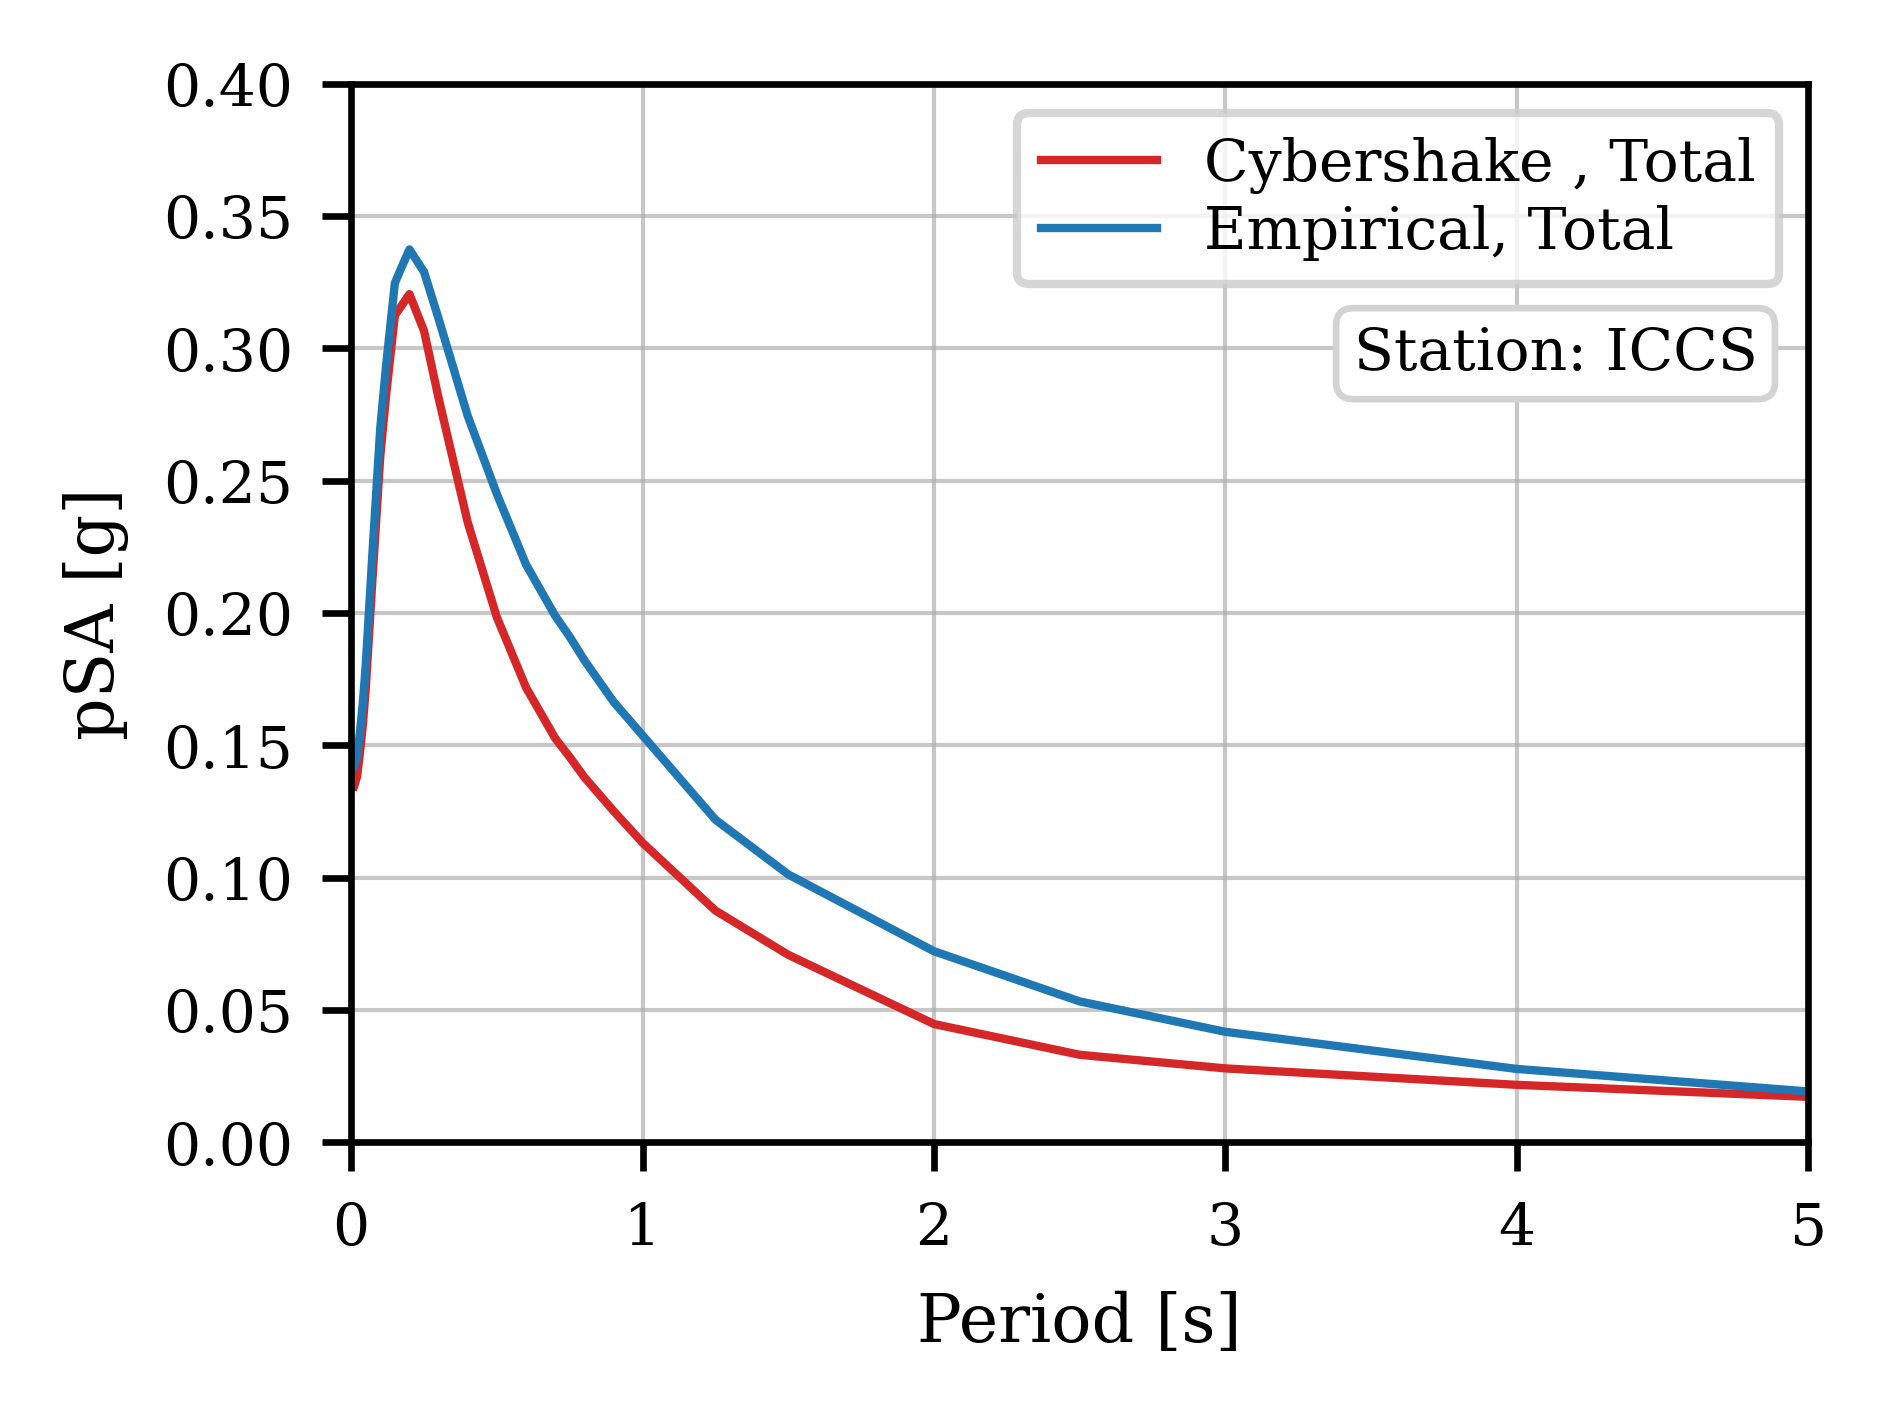 0.40
0.35
0.30
0.25
0.20
0.15
0.10
0.05
0.00
pSA [g]
Cybershake , Total
Empirical, Total
Station: ICCS
0 1 2 3 4 5
Period [s]